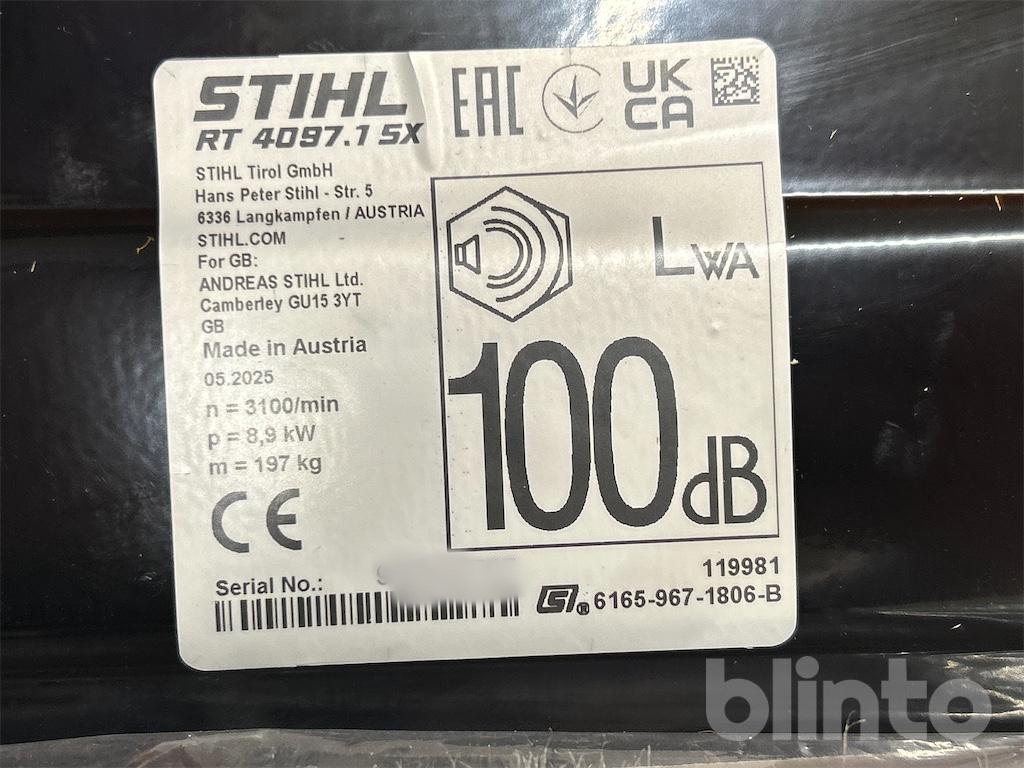 STIHL
RT 4097.1 SX
EAC
UK
CA
STIHL Tirol GmbH
Hans Peter Stihl - Str. 5
6336 Langkampfen / AUSTRIA
STIHL.COM
For GB:
ANDREAS STIHL Ltd.
Camberley GU15 3YT
GB
Made in Austria
05.2025
n = 3100/min
p = 8,9 kW
m = 197 kg
CE
LWA
100dB
Serial No.:
119981
6165-967-1806-B
blinto